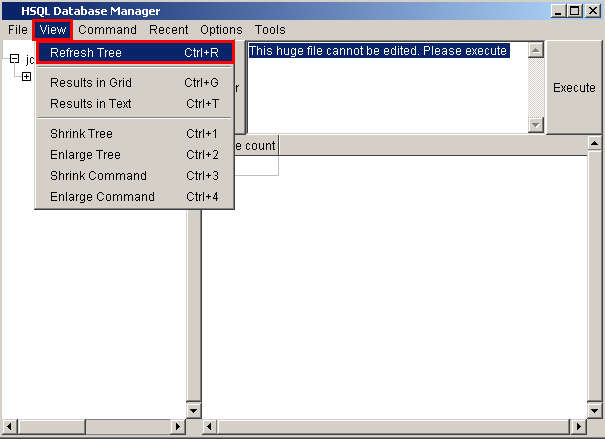 HSQL Database Manager
File View Command Recent Options Tools
Refresh Tree Ctrl+R
Results in Grid Ctrl+G
Results in Text Ctrl+T
Shrink Tree Ctrl+1
Enlarge Tree Ctrl+2
Shrink Command Ctrl+3
Enlarge Command Ctrl+4
This huge file cannot be edited. Please execute
Execute
count